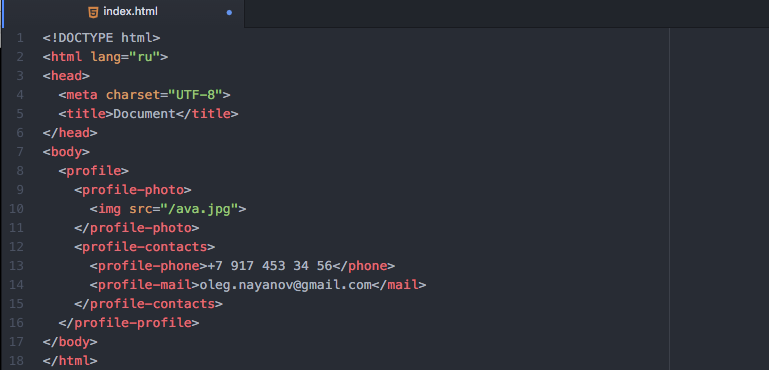 index.html
1 <!DOCTYPE html>
2 <html lang="ru">
3 <head>
4 <meta charset="UTF-8">
5 <title>Document</title>
6 </head>
7 <body>
8 <profile>
9 <profile-photo>
10 <img src="/ava.jpg">
11 </profile-photo>
12 <profile-contacts>
13 <profile-phone>+7 917 453 34 56</phone>
14 <profile-mail>oleg.nayanov@gmail.com</mail>
15 </profile-contacts>
16 </profile-profile>
17 </body>
18 </html>